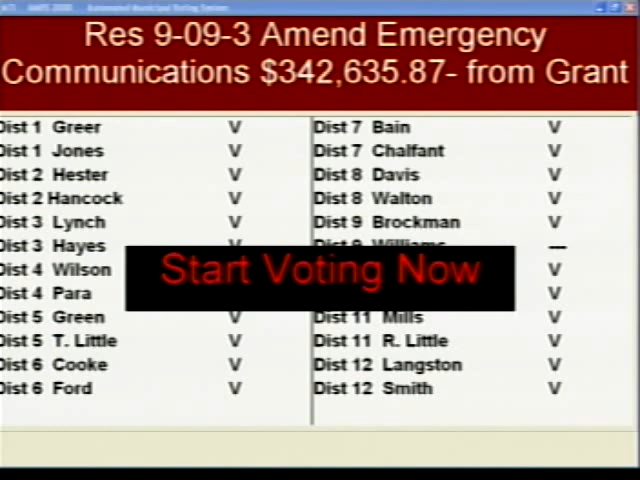 Automated Municipal Voting System
Res 9-09-3 Amend Emergency
Communications $342,635.87- from Grant
Dist 1 Greer V
Dist 1 Jones V
Dist 2 Hester V
Dist 2 Hancock V
Dist 3 Lynch V
Dist 3 Hayes V
Dist 4 Wilson
Dist 4 Para
Dist 5 Green V
Dist 5 T. Little V
Dist 6 Cooke V
Dist 6 Ford V
Dist 7 Bain V
Dist 7 Chalfant V
Dist 8 Davis V
Dist 8 Walton V
Dist 9 Brockman V
Dist 9 Williams —
V
V
Dist 11 Mills V
Dist 11 R. Little V
Dist 12 Langston V
Dist 12 Smith V
Start Voting Now